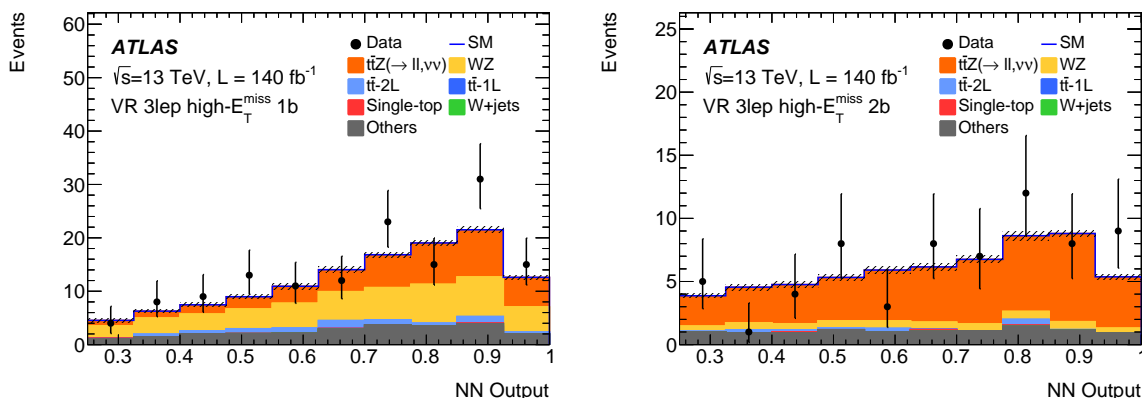 Events
60
50
40
30
20
10
0
ATLAS
√s=13 TeV, L = 140 fb⁻¹
VR 3lep high-E_T^miss 1b
Data
SM
tt̄Z(→ ll,νν)
WZ
tt̄-2L
tt̄-1L
Single-top
W+jets
Others
0.3 0.4 0.5 0.6 0.7 0.8 0.9 1
NN Output
Events
25
20
15
10
5
0
ATLAS
√s=13 TeV, L = 140 fb⁻¹
VR 3lep high-E_T^miss 2b
Data
SM
tt̄Z(→ ll,νν)
WZ
tt̄-2L
tt̄-1L
Single-top
W+jets
Others
0.3 0.4 0.5 0.6 0.7 0.8 0.9 1
NN Output